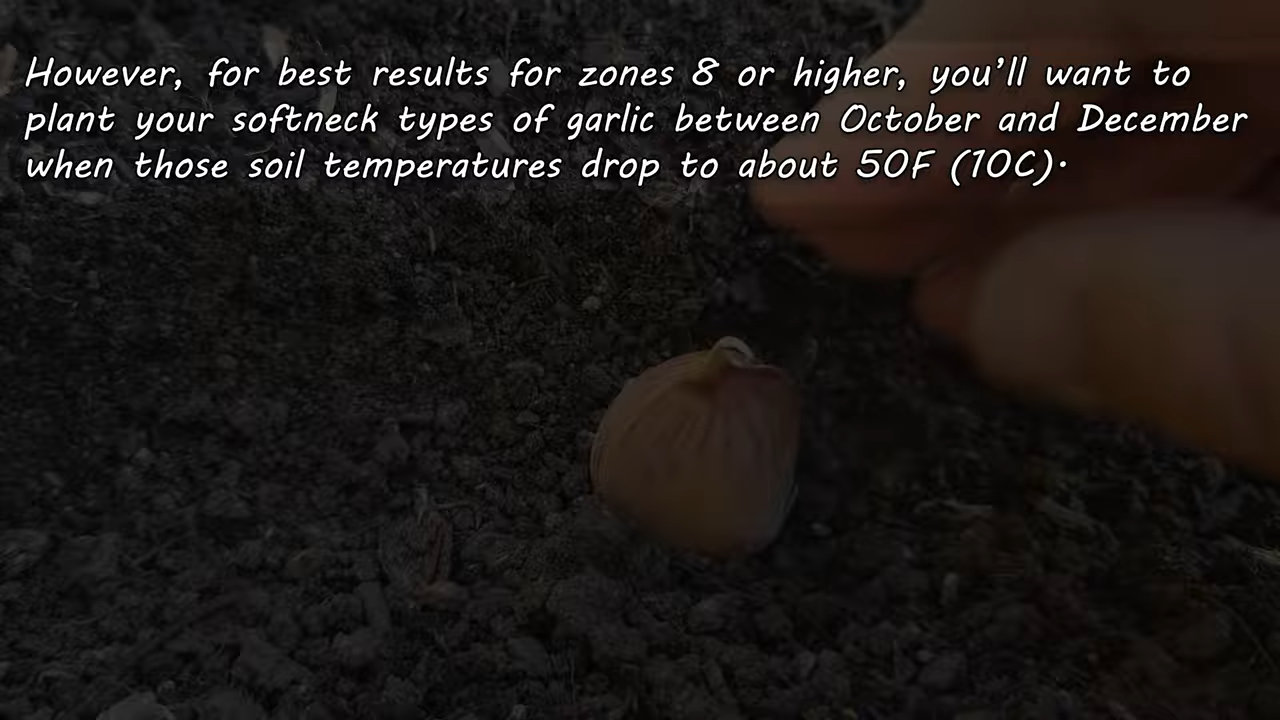 However, for best results for zones 8 or higher, you'll want to
plant your softneck types of garlic between October and December
when those soil temperatures drop to about 50F (10C).